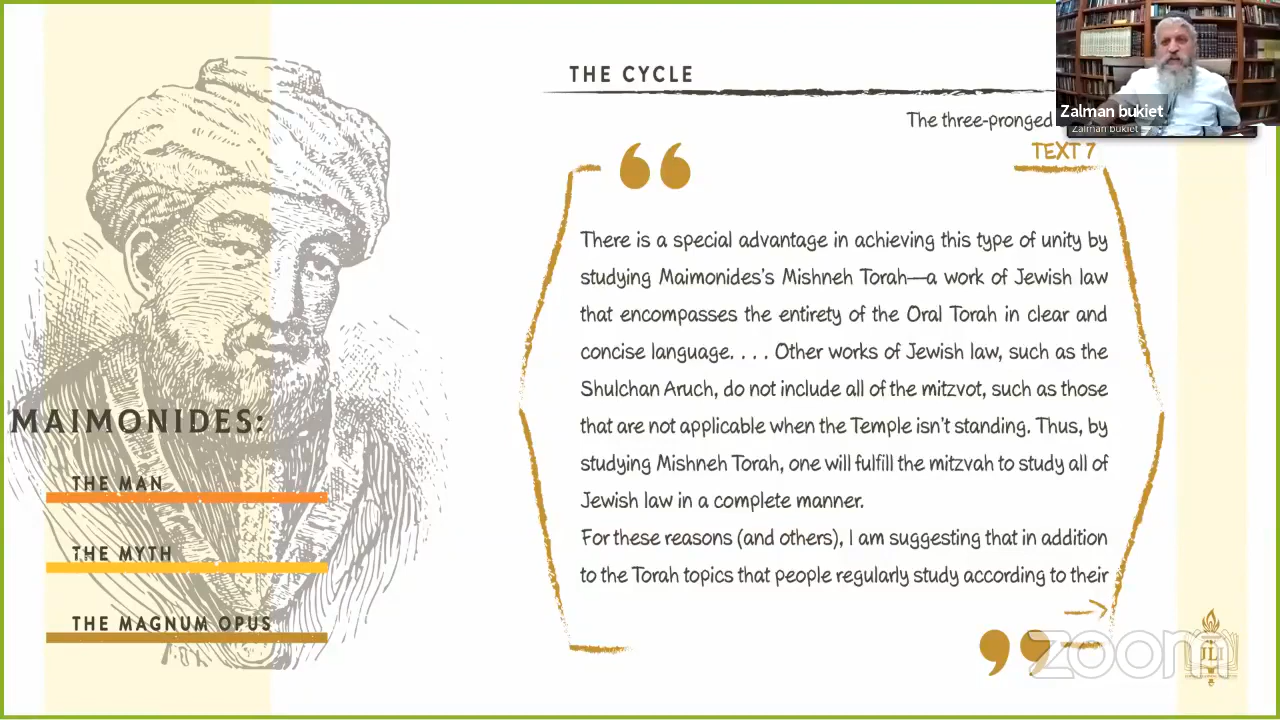 THE CYCLE
Zalman bukiet
Zalman bukiet
The three-pronged
TEXT 7
There is a special advantage in achieving this type of unity by
studying Maimonides's Mishneh Torah—a work of Jewish law
that encompasses the entirety of the Oral Torah in clear and
concise language. . . . Other works of Jewish law, such as the
Shulchan Aruch, do not include all of the mitzvot, such as those
that are not applicable when the Temple isn't standing. Thus, by
studying Mishneh Torah, one will fulfill the mitzvah to study all of
Jewish law in a complete manner.
For these reasons (and others), I am suggesting that in addition
to the Torah topics that people regularly study according to their
MAIMONIDES:
THE MAN
THE MYTH
THE MAGNUM OPUS
zoom
JLI